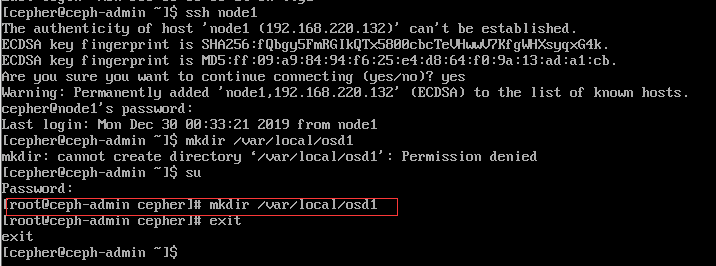 [cepher@ceph-admin ~]$ ssh node1
The authenticity of host 'node1 (192.168.220.132)' can't be established.
ECDSA key fingerprint is SHA256:fQbgy5FmRGIkQTx5800cbcTeVHwwV7KfgWHXsyqxG4k.
ECDSA key fingerprint is MD5:ff:09:a9:84:94:f6:25:e4:d8:64:f0:9a:13:ad:a1:cb.
Are you sure you want to continue connecting (yes/no)? yes
Warning: Permanently added 'node1,192.168.220.132' (ECDSA) to the list of known hosts.
cepher@node1's password:
Last login: Mon Dec 30 00:33:21 2019 from node1
[cepher@ceph-admin ~]$ mkdir /var/local/osd1
mkdir: cannot create directory ‘/var/local/osd1’: Permission denied
[cepher@ceph-admin ~]$ su
Password:
[root@ceph-admin cepher]# mkdir /var/local/osd1
[root@ceph-admin cepher]# exit
exit
[cepher@ceph-admin ~]$